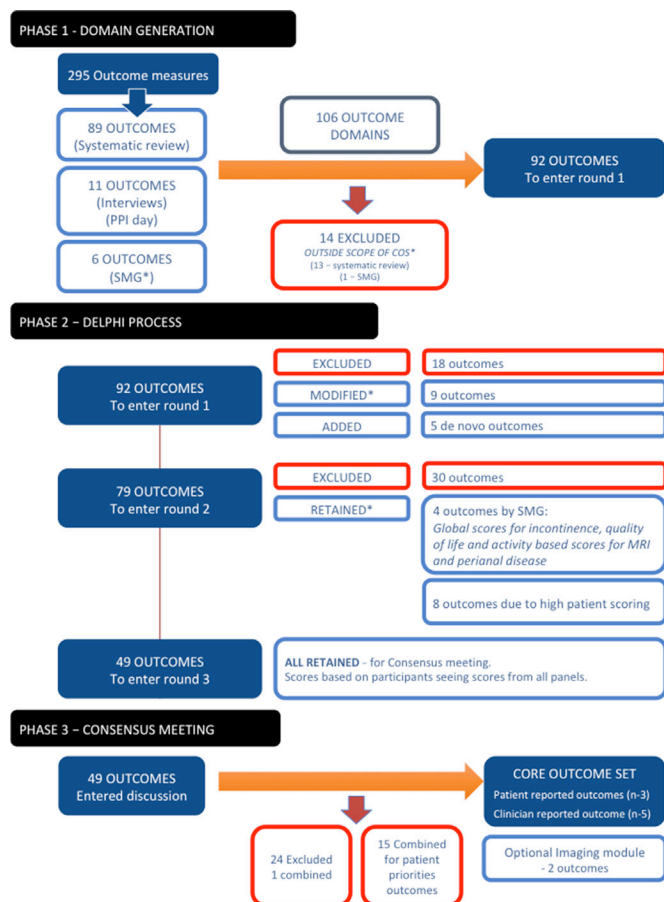 PHASE 1 - DOMAIN GENERATION
295 Outcome measures
89 OUTCOMES
(Systematic review)
11 OUTCOMES
(Interviews)
(PPI day)
6 OUTCOMES
(SMG*)
106 OUTCOME
DOMAINS
14 EXCLUDED
OUTSIDE SCOPE OF COS*
(13 – systematic review)
(1 – SMG)
92 OUTCOMES
To enter round 1
PHASE 2 – DELPHI PROCESS
92 OUTCOMES
To enter round 1
EXCLUDED
18 outcomes
MODIFIED*
9 outcomes
ADDED
5 de novo outcomes
79 OUTCOMES
To enter round 2
EXCLUDED
30 outcomes
RETAINED*
4 outcomes by SMG:
Global scores for incontinence, quality
of life and activity based scores for MRI
and perianal disease
8 outcomes due to high patient scoring
49 OUTCOMES
To enter round 3
ALL RETAINED - for Consensus meeting.
Scores based on participants seeing scores from all panels.
PHASE 3 – CONSENSUS MEETING
49 OUTCOMES
Entered discussion
24 Excluded
1 combined
15 Combined
for patient
priorities
outcomes
CORE OUTCOME SET
Patient reported outcomes (n-3)
Clinician reported outcome (n-5)
Optional Imaging module
- 2 outcomes